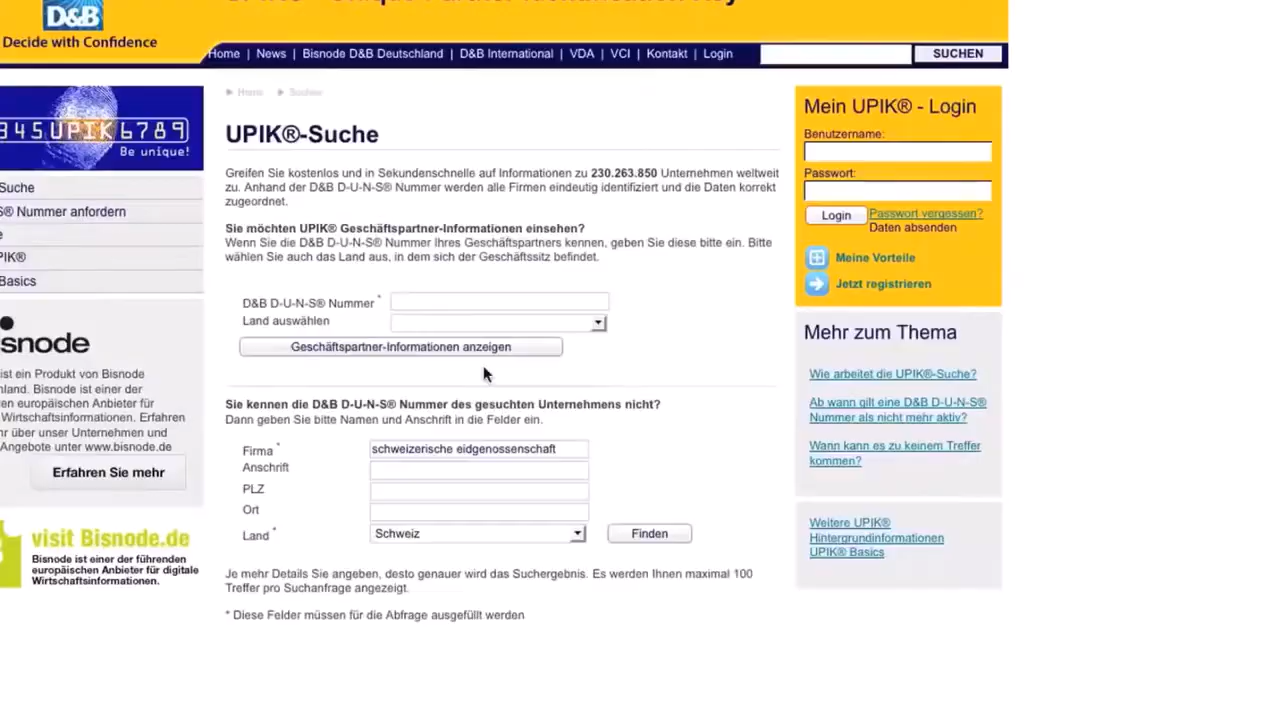 D&B
Decide with Confidence
Home | News | Bisnode D&B Deutschland | D&B International | VDA | VCI | Kontakt | Login
SUCHEN
Home
Suchen
345 UPIK 6789
Be unique!
Suche
S® Nummer anfordern
PIK®
Basics
snode
ist ein Produkt von Bisnode
hland. Bisnode ist einer der
en europäischen Anbieter für
Wirtschaftsinformationen. Erfahren
hr über unser Unternehmen und
Angebote unter www.bisnode.de
Erfahren Sie mehr
visit Bisnode.de
Bisnode ist einer der führenden
europäischen Anbieter für digitale
Wirtschaftsinformationen.
UPIK®-Suche
Greifen Sie kostenlos und in Sekundenschnelle auf Informationen zu 230.263.850 Unternehmen weltweit
zu. Anhand der D&B D-U-N-S® Nummer werden alle Firmen eindeutig identifiziert und die Daten korrekt
zugeordnet.
Sie möchten UPIK® Geschäftspartner-Informationen einsehen?
Wenn Sie die D&B D-U-N-S® Nummer Ihres Geschäftspartners kennen, geben Sie diese bitte ein. Bitte
wählen Sie auch das Land aus, in dem sich der Geschäftssitz befindet.
D&B D-U-N-S® Nummer *
Land auswählen
Geschäftspartner-Informationen anzeigen
Sie kennen die D&B D-U-N-S® Nummer des gesuchten Unternehmens nicht?
Dann geben Sie bitte Namen und Anschrift in die Felder ein.
Firma * schweizerische eidgenossenschaft
Anschrift
PLZ
Ort
Land * Schweiz Finden
Je mehr Details Sie angeben, desto genauer wird das Suchergebnis. Es werden Ihnen maximal 100
Treffer pro Suchanfrage angezeigt.
* Diese Felder müssen für die Abfrage ausgefüllt werden
Mein UPIK® - Login
Benutzername:
Passwort:
Login Passwort vergessen?
Daten absenden
Meine Vorteile
Jetzt registrieren
Mehr zum Thema
Wie arbeitet die UPIK®-Suche?
Ab wann gilt eine D&B D-U-N-S®
Nummer als nicht mehr aktiv?
Wann kann es zu keinem Treffer
kommen?
Weitere UPIK®
Hintergrundinformationen
UPIK® Basics